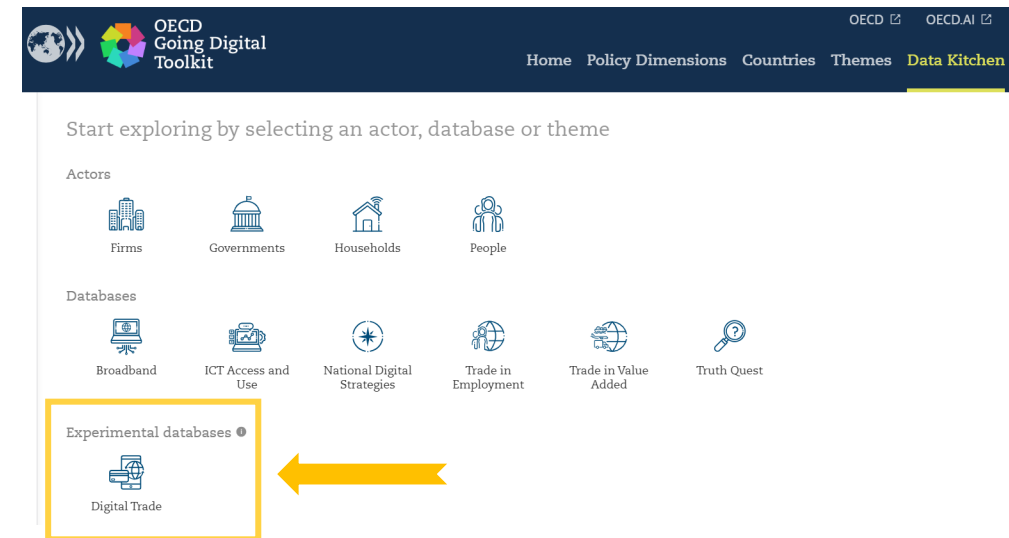 OECD
Going Digital
Toolkit
OECD OECD.AI
Home Policy Dimensions Countries Themes Data Kitchen
Start exploring by selecting an actor, database or theme
Actors
Firms Governments Households People
Databases
Broadband ICT Access and Use National Digital Strategies Trade in Employment Trade in Value Added Truth Quest
Experimental databases
Digital Trade